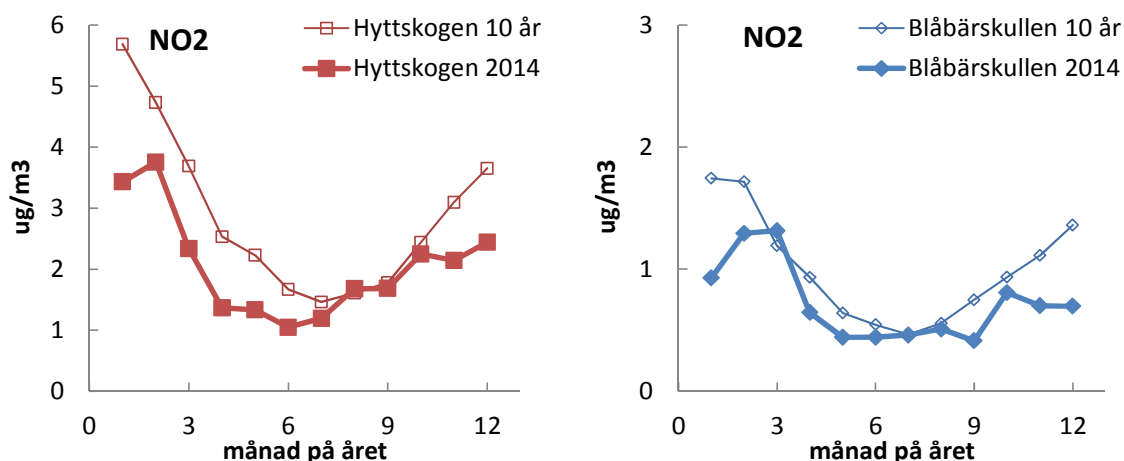 NO2
Hyttskogen 10 år
Hyttskogen 2014
ug/m3
6
5
4
3
2
1
0
0 3 6 9 12
månad på året
NO2
Blåbärskullen 10 år
Blåbärskullen 2014
ug/m3
3
2
1
0
0 3 6 9 12
månad på året